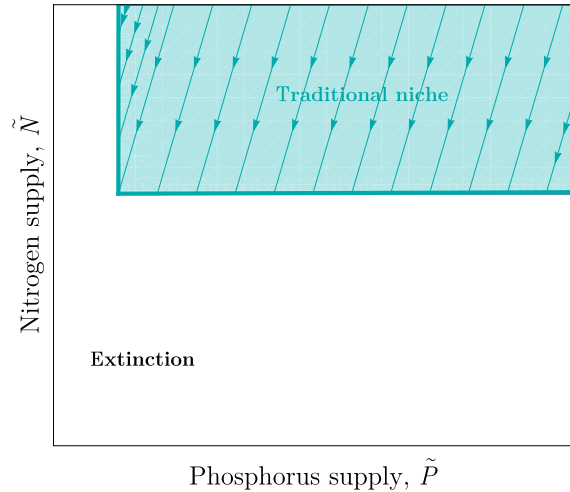 Traditional niche
Nitrogen supply, Ñ
Extinction
Phosphorus supply, P̃